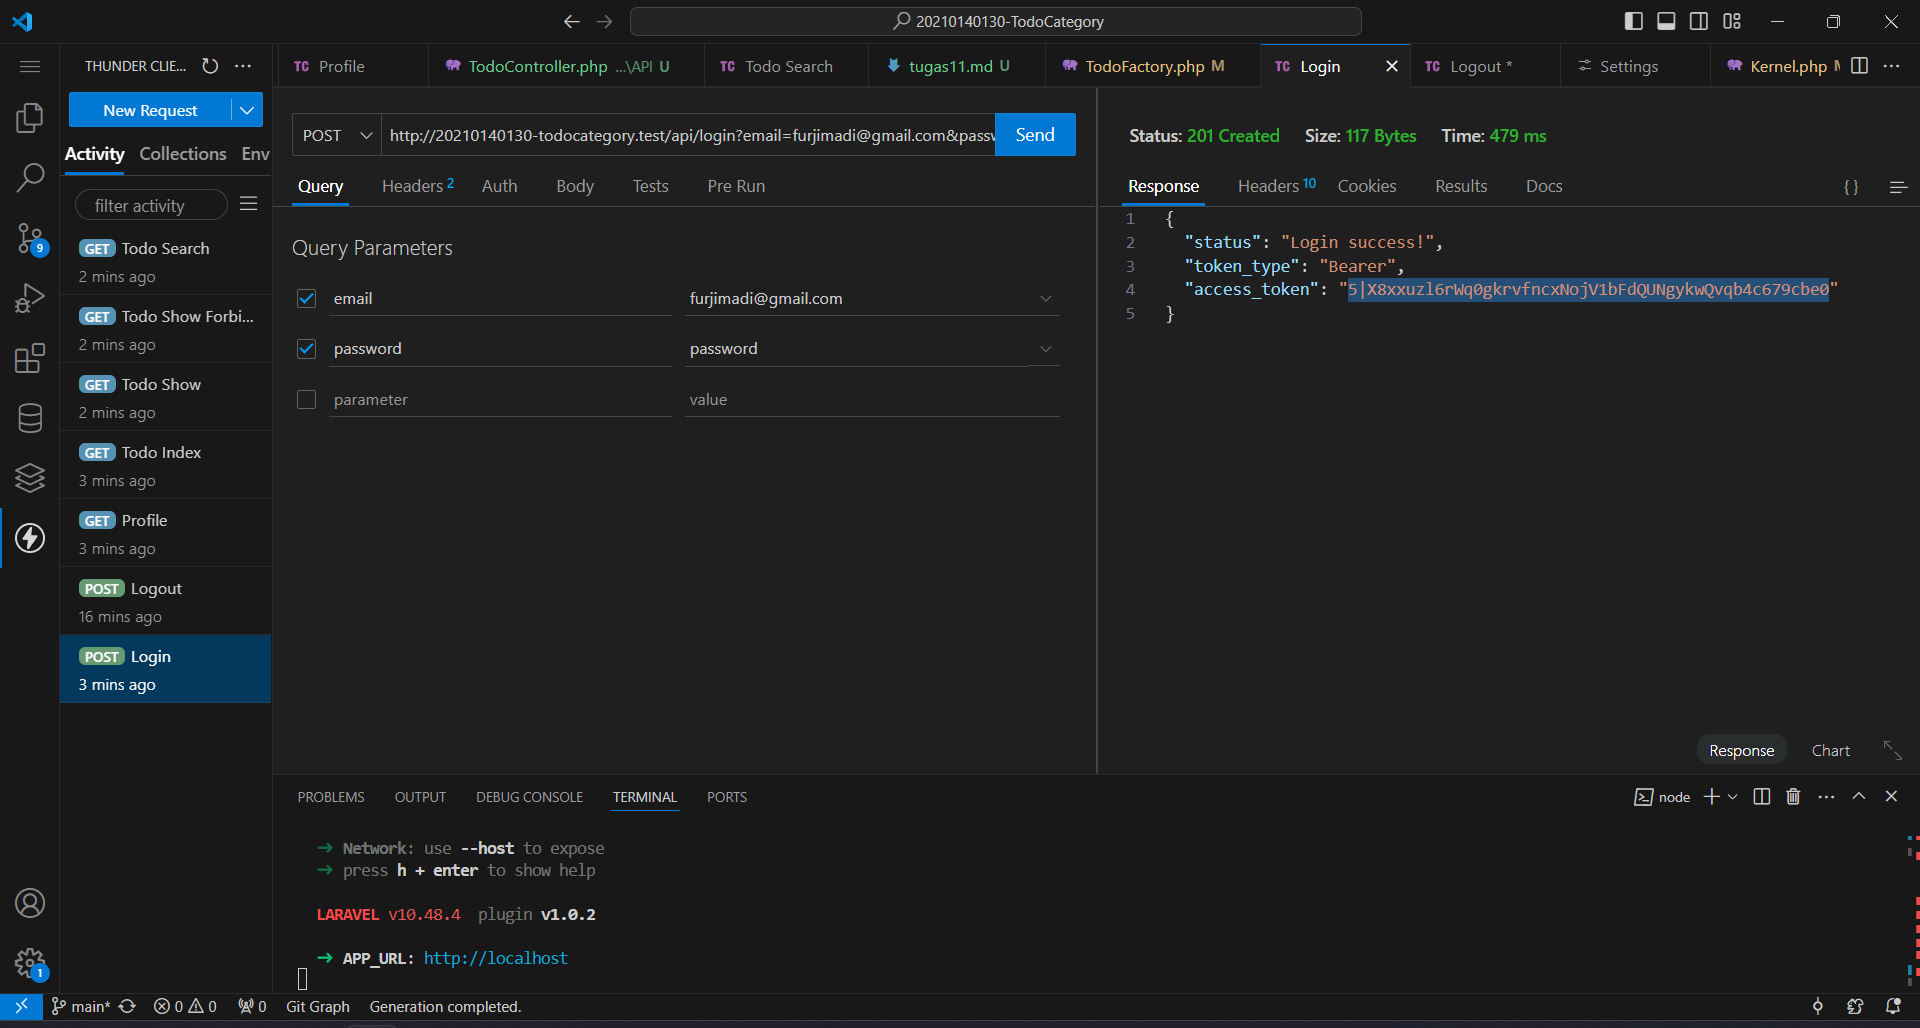 20210140130-TodoCategory
THUNDER CLIE...
TC Profile
TodoController.php ...\API U
TC Todo Search
tugas11.md U
TodoFactory.php M
TC Login
TC Logout *
Settings
Kernel.php
New Request
Activity Collections Env
filter activity
GET Todo Search
2 mins ago
GET Todo Show Forbi...
2 mins ago
GET Todo Show
2 mins ago
GET Todo Index
3 mins ago
GET Profile
3 mins ago
POST Logout
16 mins ago
POST Login
3 mins ago
POST http://20210140130-todocategory.test/api/login?email=furjimadi@gmail.com&passw Send
Query Headers 2 Auth Body Tests Pre Run
Query Parameters
email furjimadi@gmail.com
password password
parameter value
Status: 201 Created Size: 117 Bytes Time: 479 ms
Response Headers 10 Cookies Results Docs { }
1 {
2 "status": "Login success!",
3 "token_type": "Bearer",
4 "access_token": "5|X8xxuzl6rWq0gkrvfncxNojV1bFdQUNgykwQvqb4c679cbe0"
5 }
Response Chart
PROBLEMS OUTPUT DEBUG CONSOLE TERMINAL PORTS
node
→ Network: use --host to expose
→ press h + enter to show help
LARAVEL v10.48.4 plugin v1.0.2
→ APP_URL: http://localhost
9
1
main* 0 0 0 Git Graph Generation completed.